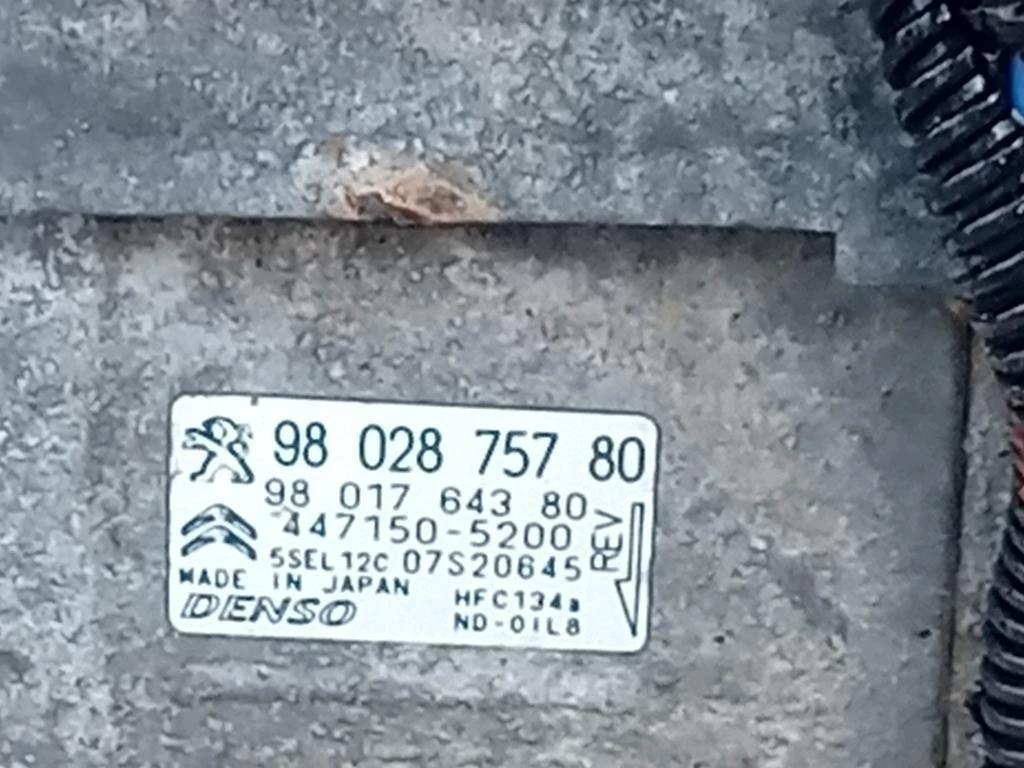 98 028 757 80
98 017 643 80
447150-5200
5SEL12C 07S20645
REV
MADE IN JAPAN
HFC134a
DENSO
ND-OIL8